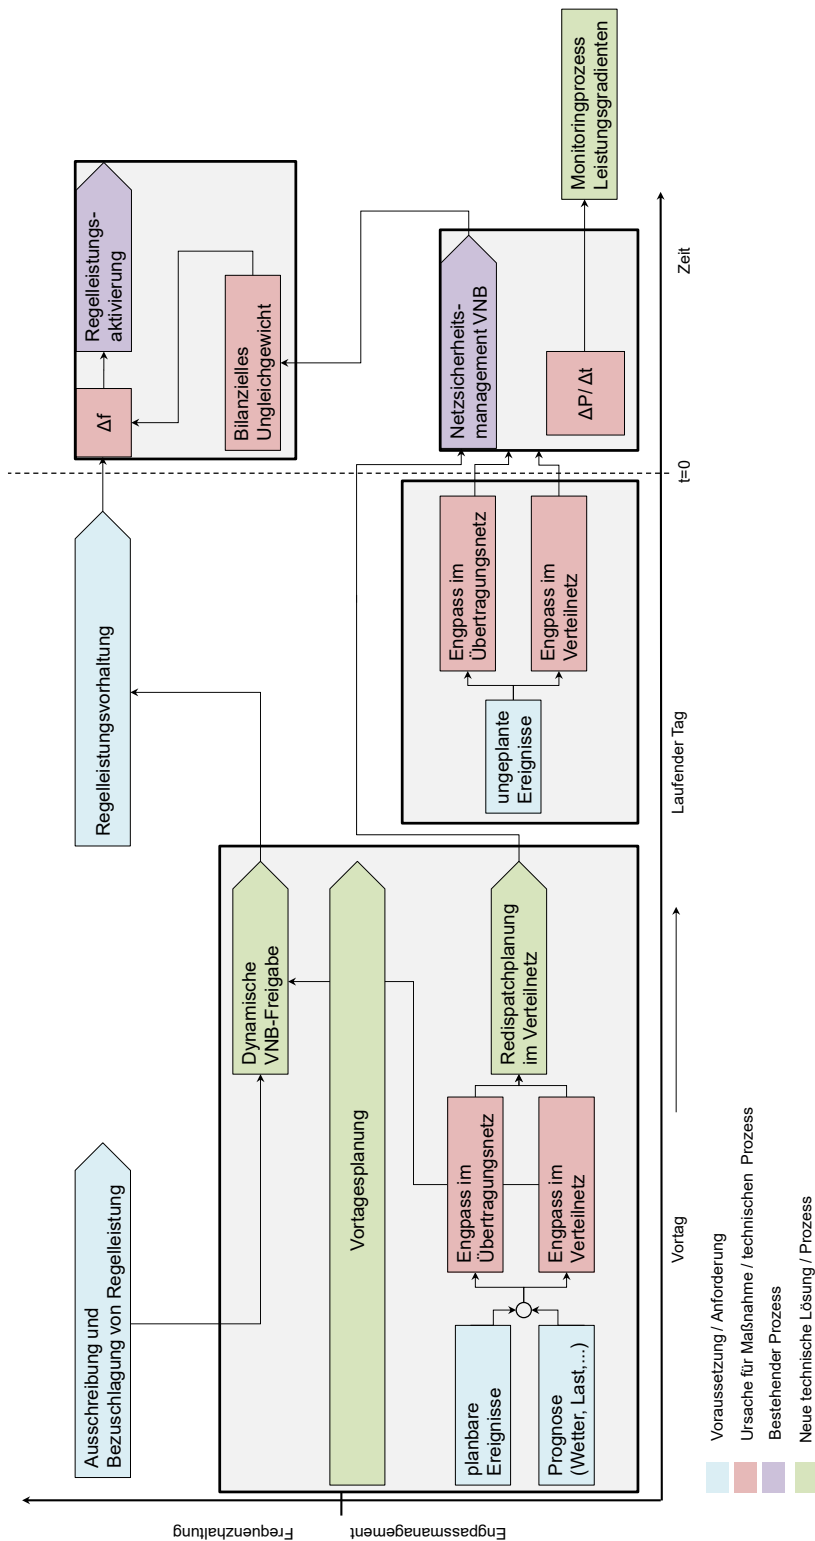 Frequenzhaltung
Engpassmanagement
Ausschreibung und
Bezuschlagung von Regelleistung
Regelleistungsvorhaltung
Δf
Regelleistungs-
aktivierung
Bilanzielles
Ungleichgewicht
Dynamische
VNB-Freigabe
Vortagesplanung
planbare
Ereignisse
Prognose
(Wetter, Last,...)
Engpass im
Übertragungsnetz
Engpass im
Verteilnetz
Redispatchplanung
im Verteilnetz
ungeplante
Ereignisse
Engpass im
Übertragungsnetz
Engpass im
Verteilnetz
Netzsicherheits-
management VNB
ΔP/ Δt
Monitoringprozess
Leistungsgradienten
Vortag
Laufender Tag
t=0
Zeit
Voraussetzung / Anforderung
Ursache für Maßnahme / technischen Prozess
Bestehender Prozess
Neue technische Lösung / Prozess